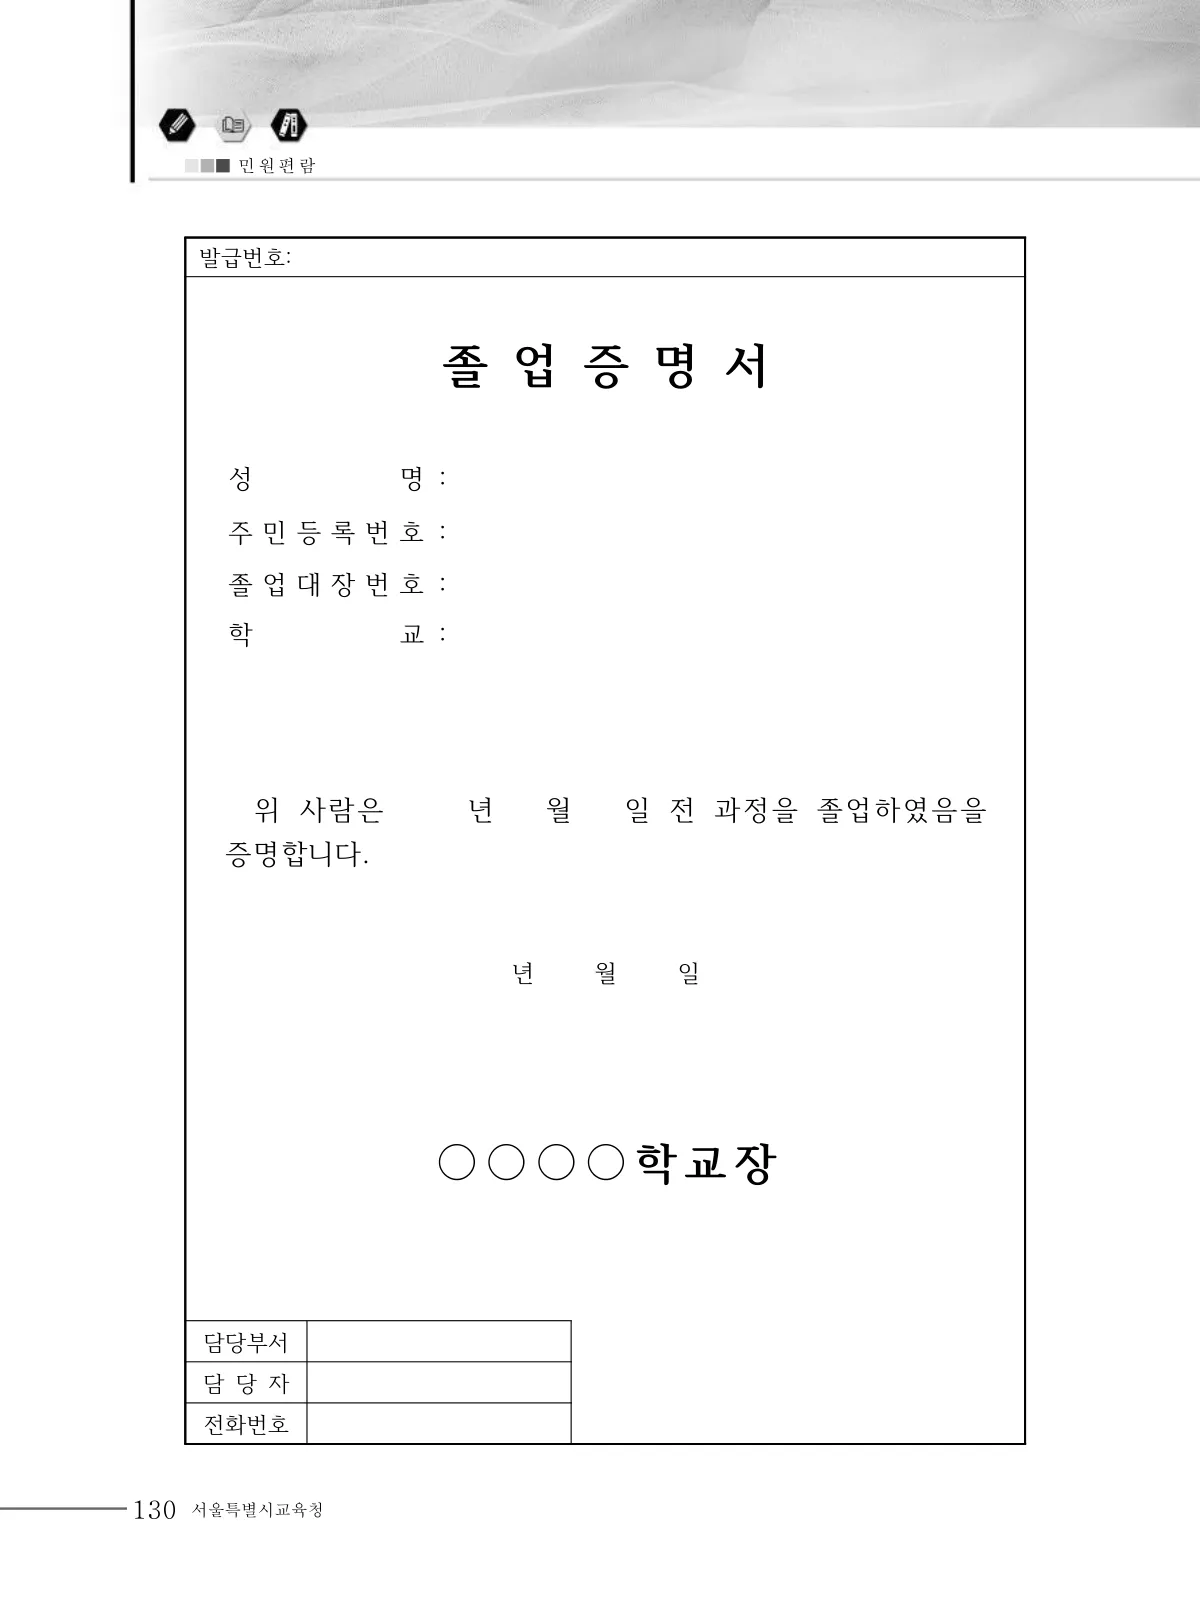 민원편람
발급번호:
졸 업 증 명 서
성 명 :
주 민 등 록 번 호 :
졸 업 대 장 번 호 :
학 교 :
위 사람은 년 월 일 전 과정을 졸업하였음을
증명합니다.
년 월 일
○○○○학교장
담당부서
담 당 자
전화번호
130 서울특별시교육청